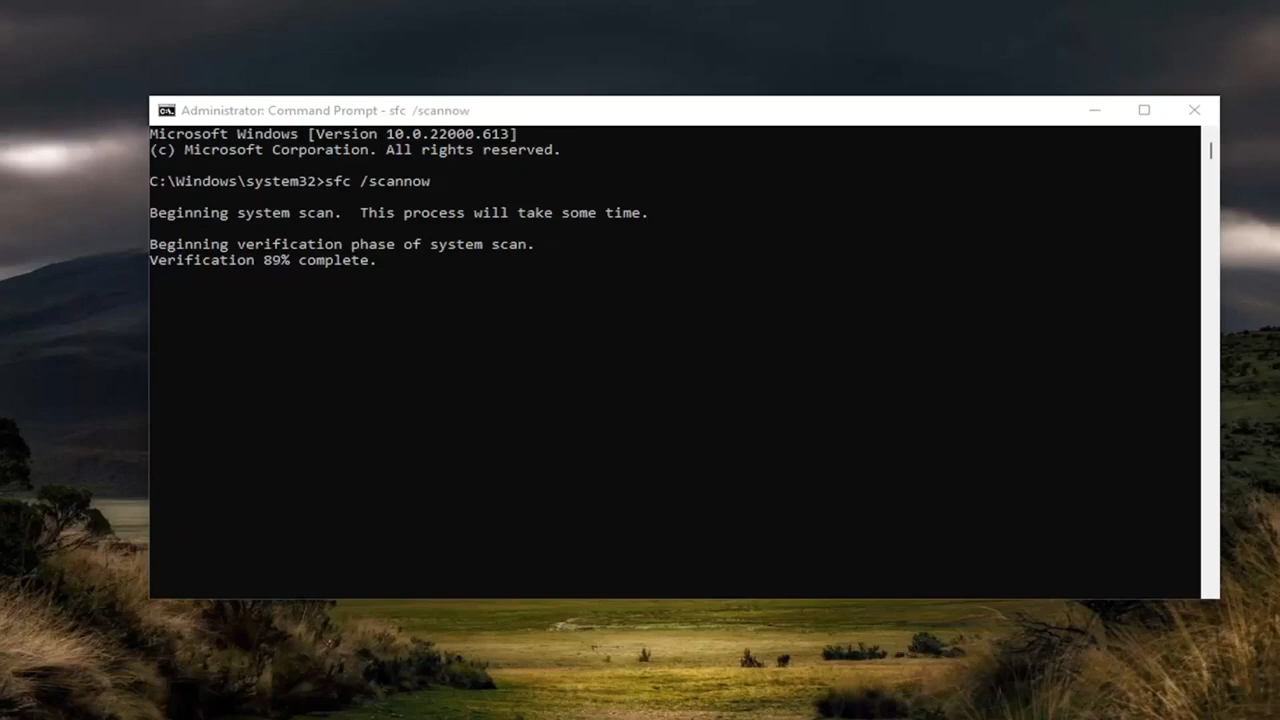 Administrator: Command Prompt - sfc /scannow
Microsoft Windows [Version 10.0.22000.613]
(c) Microsoft Corporation. All rights reserved.
C:\Windows\system32>sfc /scannow
Beginning system scan.  This process will take some time.
Beginning verification phase of system scan.
Verification 89% complete.